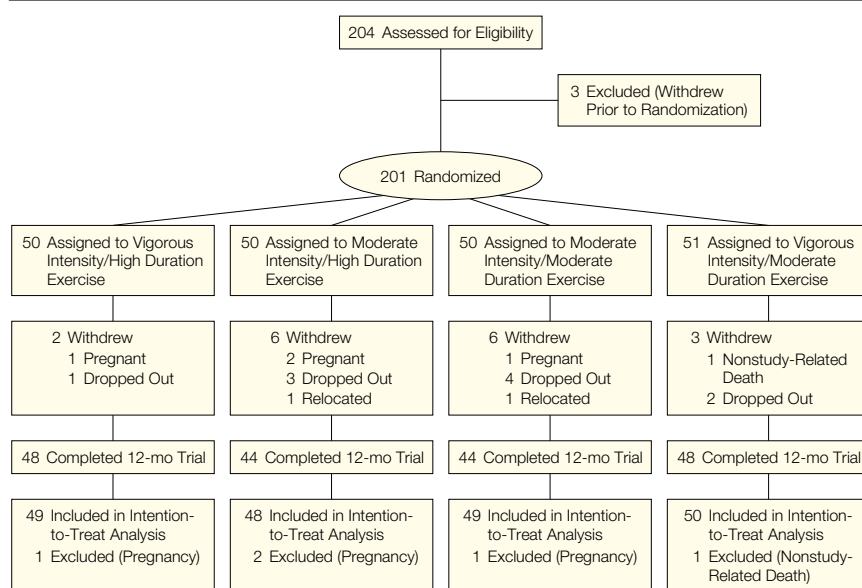 204 Assessed for Eligibility
3 Excluded (Withdrew
Prior to Randomization)
201 Randomized
50 Assigned to Vigorous
Intensity/High Duration
Exercise
50 Assigned to Moderate
Intensity/High Duration
Exercise
50 Assigned to Moderate
Intensity/Moderate
Duration Exercise
51 Assigned to Vigorous
Intensity/Moderate
Duration Exercise
2 Withdrew
1 Pregnant
1 Dropped Out
6 Withdrew
2 Pregnant
3 Dropped Out
1 Relocated
6 Withdrew
1 Pregnant
4 Dropped Out
1 Relocated
3 Withdrew
1 Nonstudy-Related
Death
2 Dropped Out
48 Completed 12-mo Trial
44 Completed 12-mo Trial
44 Completed 12-mo Trial
48 Completed 12-mo Trial
49 Included in Intention-
to-Treat Analysis
1 Excluded (Pregnancy)
48 Included in Intention-
to-Treat Analysis
2 Excluded (Pregnancy)
49 Included in Intention-
to-Treat Analysis
1 Excluded (Pregnancy)
50 Included in Intention-
to-Treat Analysis
1 Excluded (Nonstudy-
Related Death)